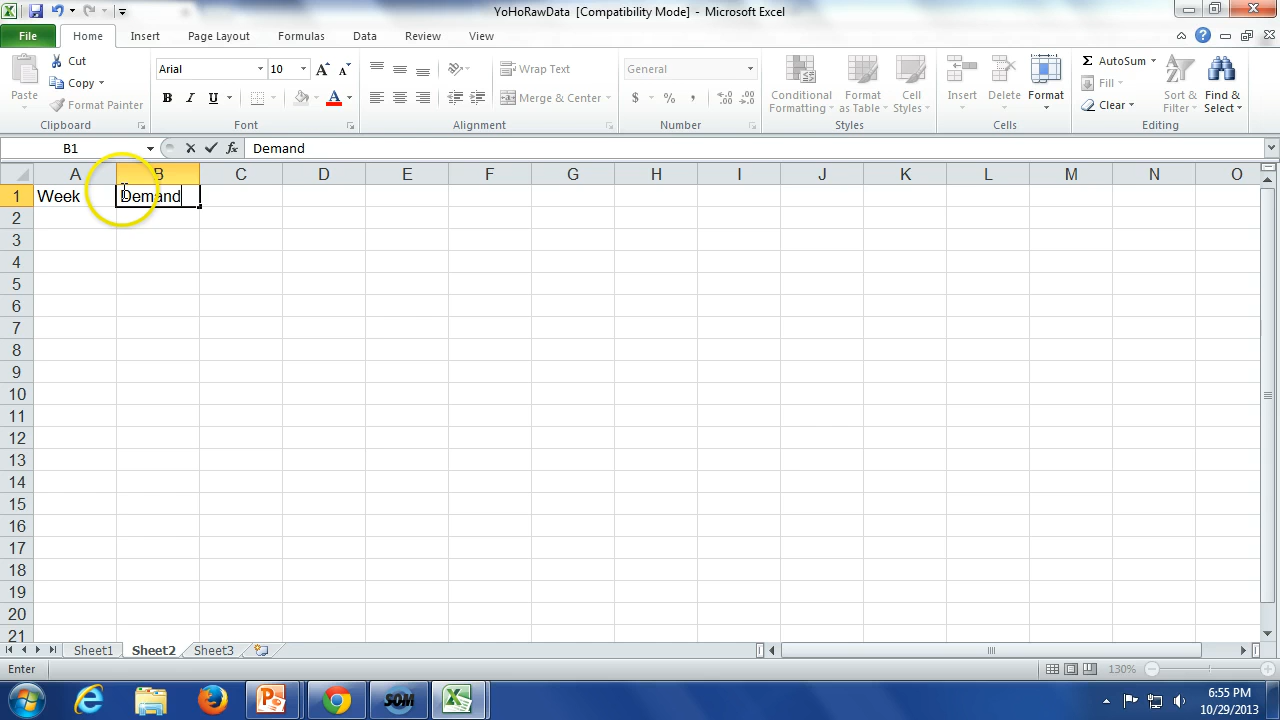 YoHoRawData [Compatibility Mode] - Microsoft Excel
File Home Insert Page Layout Formulas Data Review View
Paste
Cut
Copy
Format Painter
Clipboard
Arial 10
B I U
Font
Wrap Text
Merge & Center
Alignment
General
$ % ,
Number
Conditional Formatting
Format as Table
Cell Styles
Styles
Insert Delete Format
Cells
AutoSum
Fill
Clear
Sort & Filter
Find & Select
Editing
B1 fx Demand
A B C D E F G H I J K L M N O
1 Week Demand
2
3
4
5
6
7
8
9
10
11
12
13
14
15
16
17
18
19
20
21
Sheet1 Sheet2 Sheet3
Enter 130%
SOM
6:55 PM
10/29/2013